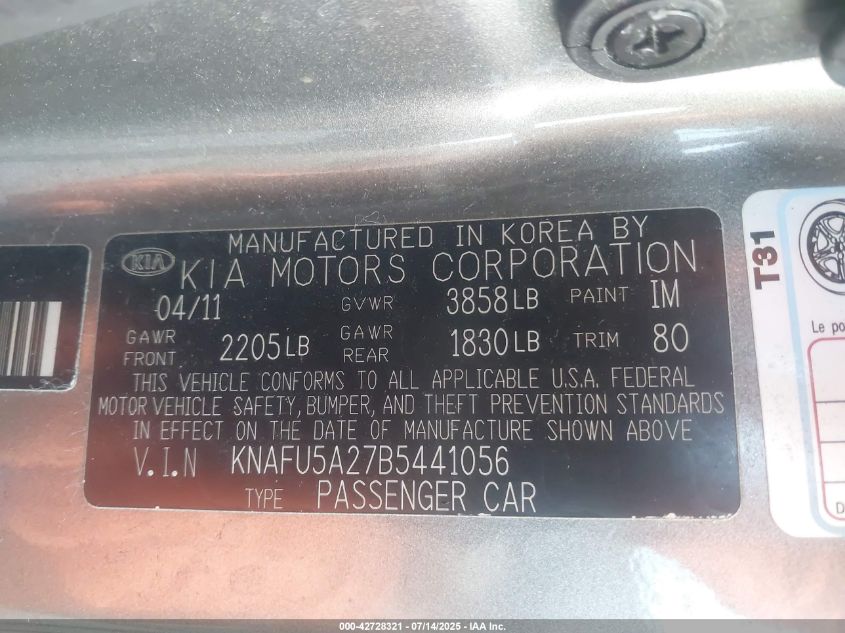 MANUFACTURED IN KOREA BY
KIA KIA MOTORS CORPORATION
04/11 GVWR 3858LB PAINT IM
GAWR FRONT 2205LB GAWR REAR 1830LB TRIM 80
THIS VEHICLE CONFORMS TO ALL APPLICABLE U.S.A. FEDERAL
MOTOR VEHICLE SAFETY, BUMPER, AND THEFT PREVENTION STANDARDS
IN EFFECT ON THE DATE OF MANUFACTURE SHOWN ABOVE
V.I.N KNAFU5A27B5441056
TYPE PASSENGER CAR
T31
Le po
000-42728321 - 07/14/2025 - IAA Inc.